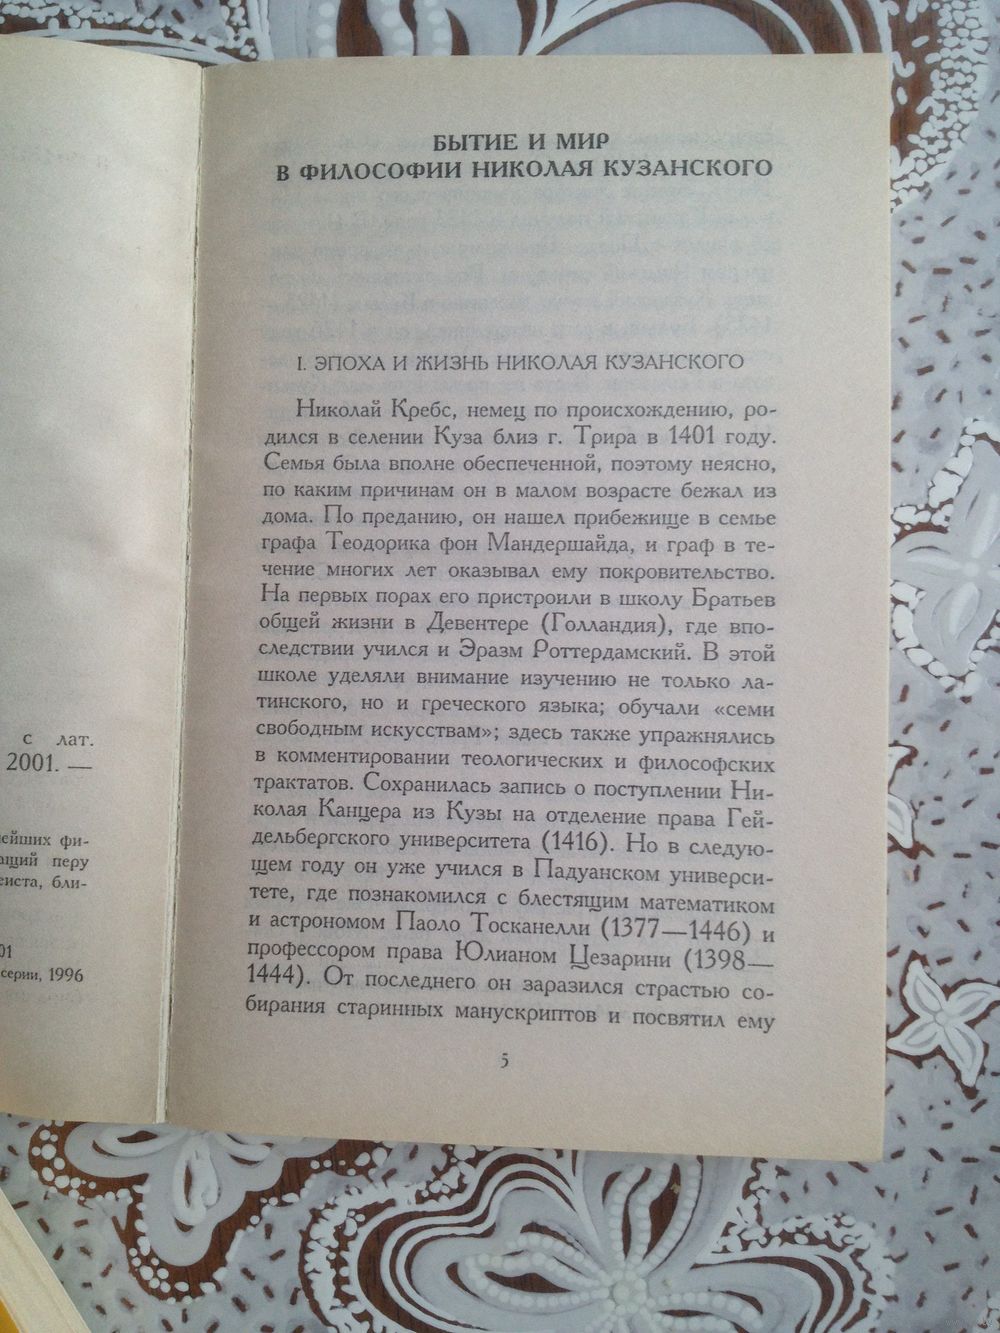 с лат.
2001. —
нейших фи-
ащий перу
еиста, бли-
01
серии, 1996
БЫТИЕ И МИР
В ФИЛОСОФИИ НИКОЛАЯ КУЗАНСКОГО
I. ЭПОХА И ЖИЗНЬ НИКОЛАЯ КУЗАНСКОГО
Николай Кребс, немец по происхождению, ро-
дился в селении Куза близ г. Трира в 1401 году.
Семья была вполне обеспеченной, поэтому неясно,
по каким причинам он в малом возрасте бежал из
дома. По преданию, он нашел прибежище в семье
графа Теодорика фон Мандершайда, и граф в те-
чение многих лет оказывал ему покровительство.
На первых порах его пристроили в школу Братьев
общей жизни в Девентере (Голландия), где впо-
следствии учился и Эразм Роттердамский. В этой
школе уделяли внимание изучению не только ла-
тинского, но и греческого языка; обучали «семи
свободным искусствам»; здесь также упражнялись
в комментировании теологических и философских
трактатов. Сохранилась запись о поступлении Ни-
колая Канцера из Кузы на отделение права Гей-
дельбергского университета (1416). Но в следую-
щем году он уже учился в Падуанском универси-
тете, где познакомился с блестящим математиком
и астрономом Паоло Тосканелли (1377—1446) и
профессором права Юлианом Цезарини (1398—
1444). От последнего он заразился страстью со-
бирания старинных манускриптов и посвятил ему
5